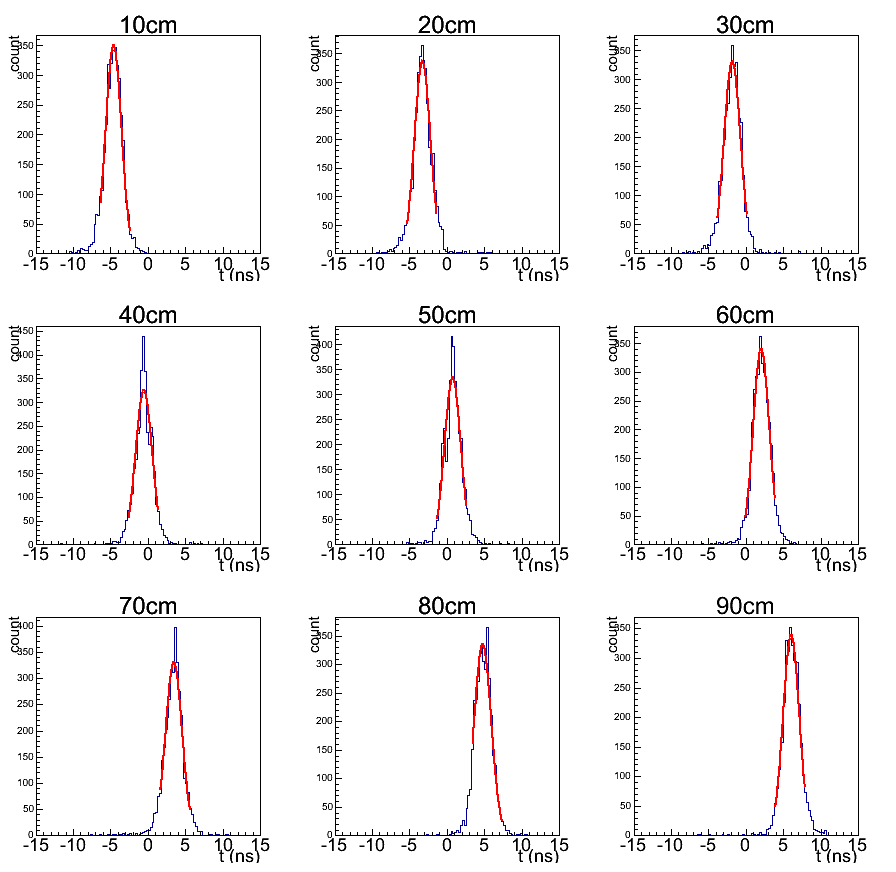 10cm 20cm 30cm
count count count
350 350 350
300 300 300
250 250 250
200 200 200
150 150 150
100 100 100
50 50 50
0 0 0
-15 -10 -5 0 5 10 15 -15 -10 -5 0 5 10 15 -15 -10 -5 0 5 10 15
t (ns) t (ns) t (ns)
40cm 50cm 60cm
count count count
450 400 350
400 350 300
350 300 250
300 250 200
250 200 150
200 150 100
150 100 50
100 50 0
50 0
0
-15 -10 -5 0 5 10 15 -15 -10 -5 0 5 10 15 -15 -10 -5 0 5 10 15
t (ns) t (ns) t (ns)
70cm 80cm 90cm
count count count
400 350 350
350 300 300
300 250 250
250 200 200
200 150 150
150 100 100
100 50 50
50 0 0
0
-15 -10 -5 0 5 10 15 -15 -10 -5 0 5 10 15 -15 -10 -5 0 5 10 15
t (ns) t (ns) t (ns)